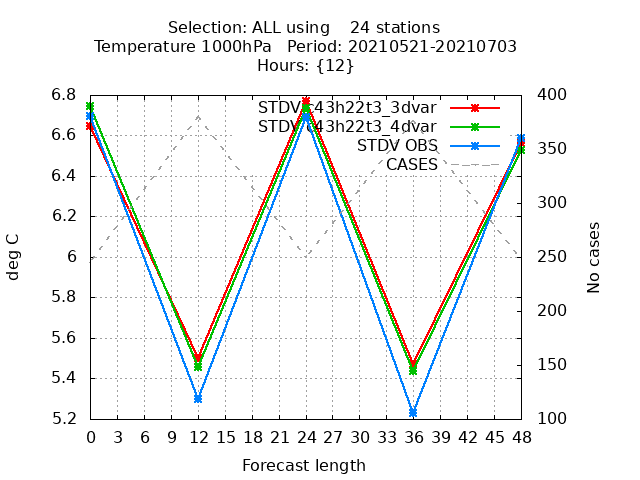 Selection: ALL using 24 stations
Temperature 1000hPa Period: 20210521-20210703
Hours: {12}
STDV c43h22t3_3dvar
STDV c43h22t3_4dvar
STDV OBS
CASES
6.8
6.6
6.4
6.2
6
5.8
5.6
5.4
5.2
deg C
400
350
300
250
200
150
100
No cases
0 3 6 9 12 15 18 21 24 27 30 33 36 39 42 45 48
Forecast length